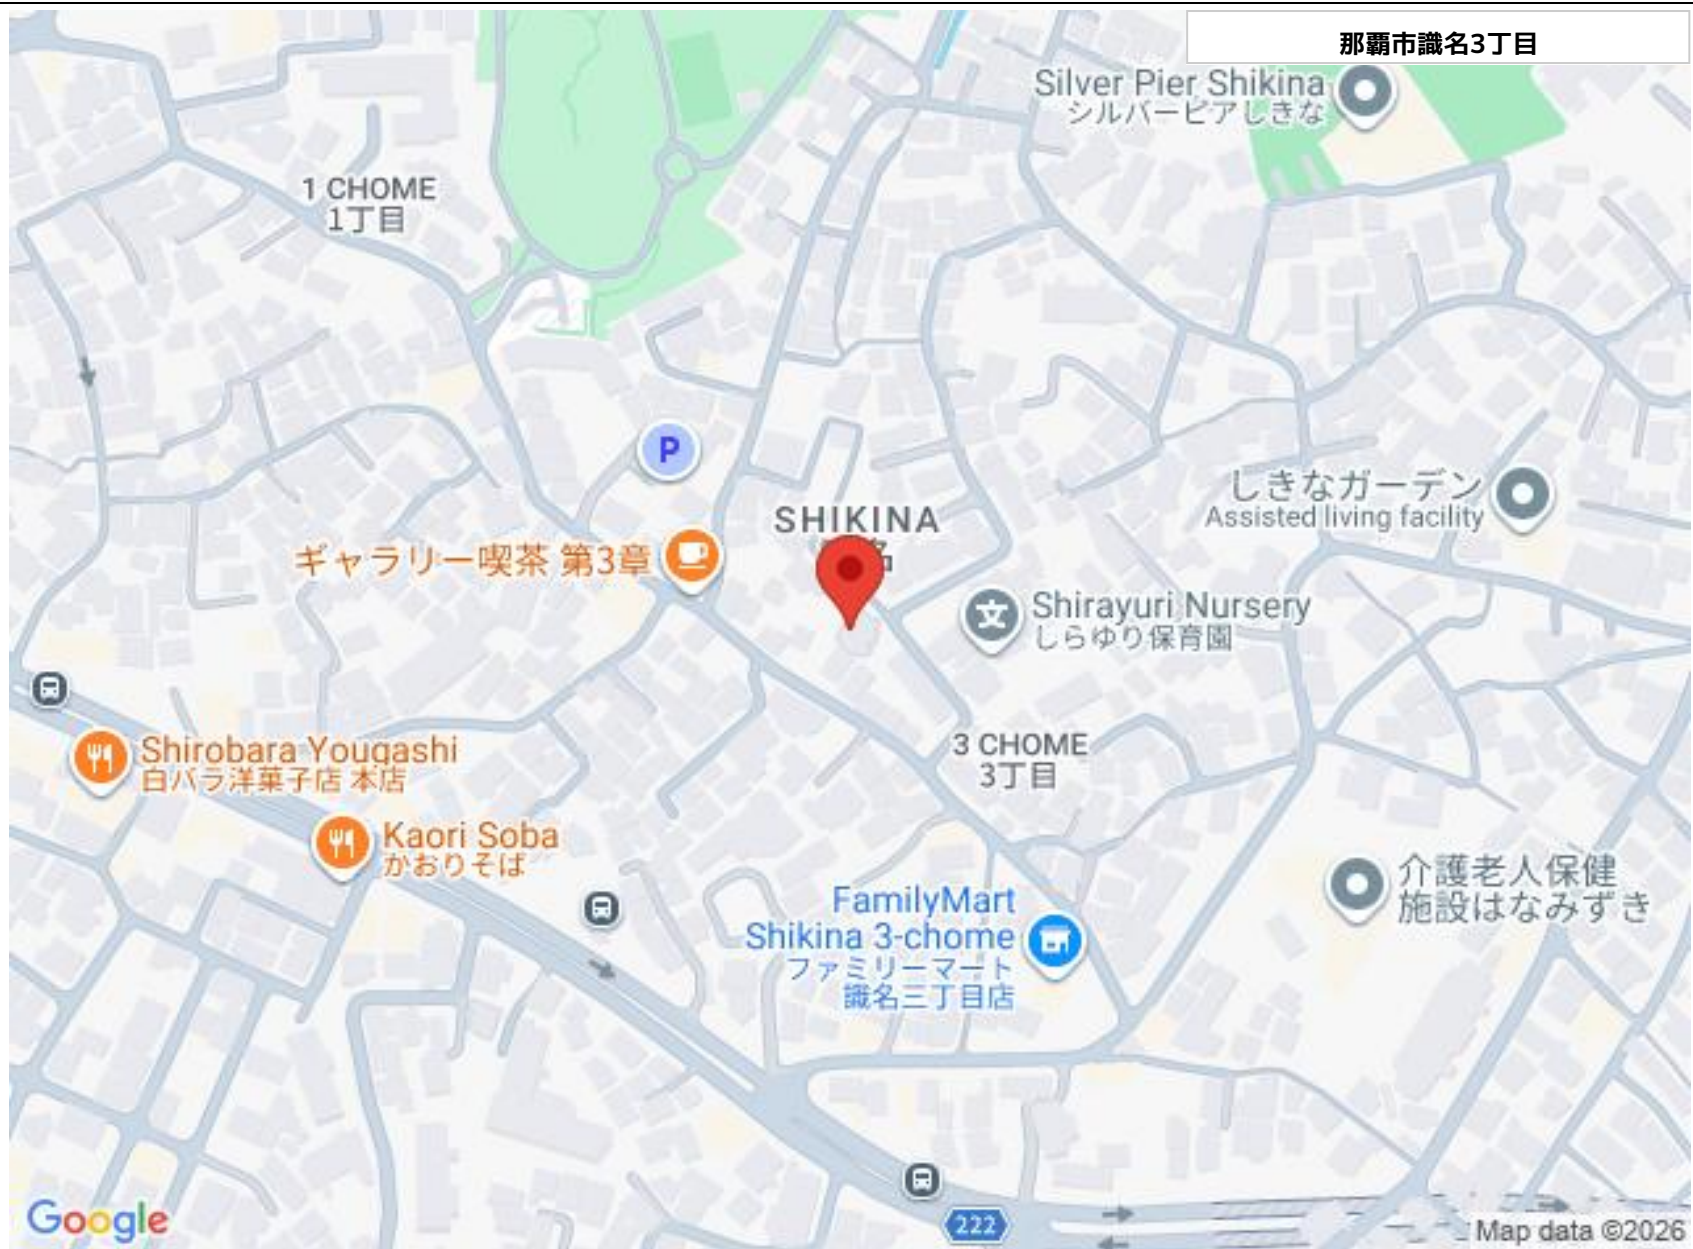 那覇市識名3丁目
Silver Pier Shikina
シルバーピアしきな
1 CHOME
1丁目
P
しきなガーデン
Assisted living facility
SHIKINA
名
ギャラリー喫茶 第3章
文
Shirayuri Nursery
しらゆり保育園
Shirobara Yougashi
白バラ洋菓子店 本店
3 CHOME
3丁目
Kaori Soba
かおりそば
介護老人保健
施設はなみずき
FamilyMart
Shikina 3-chome
ファミリーマート
識名三丁目店
222
Google
Map data ©2026